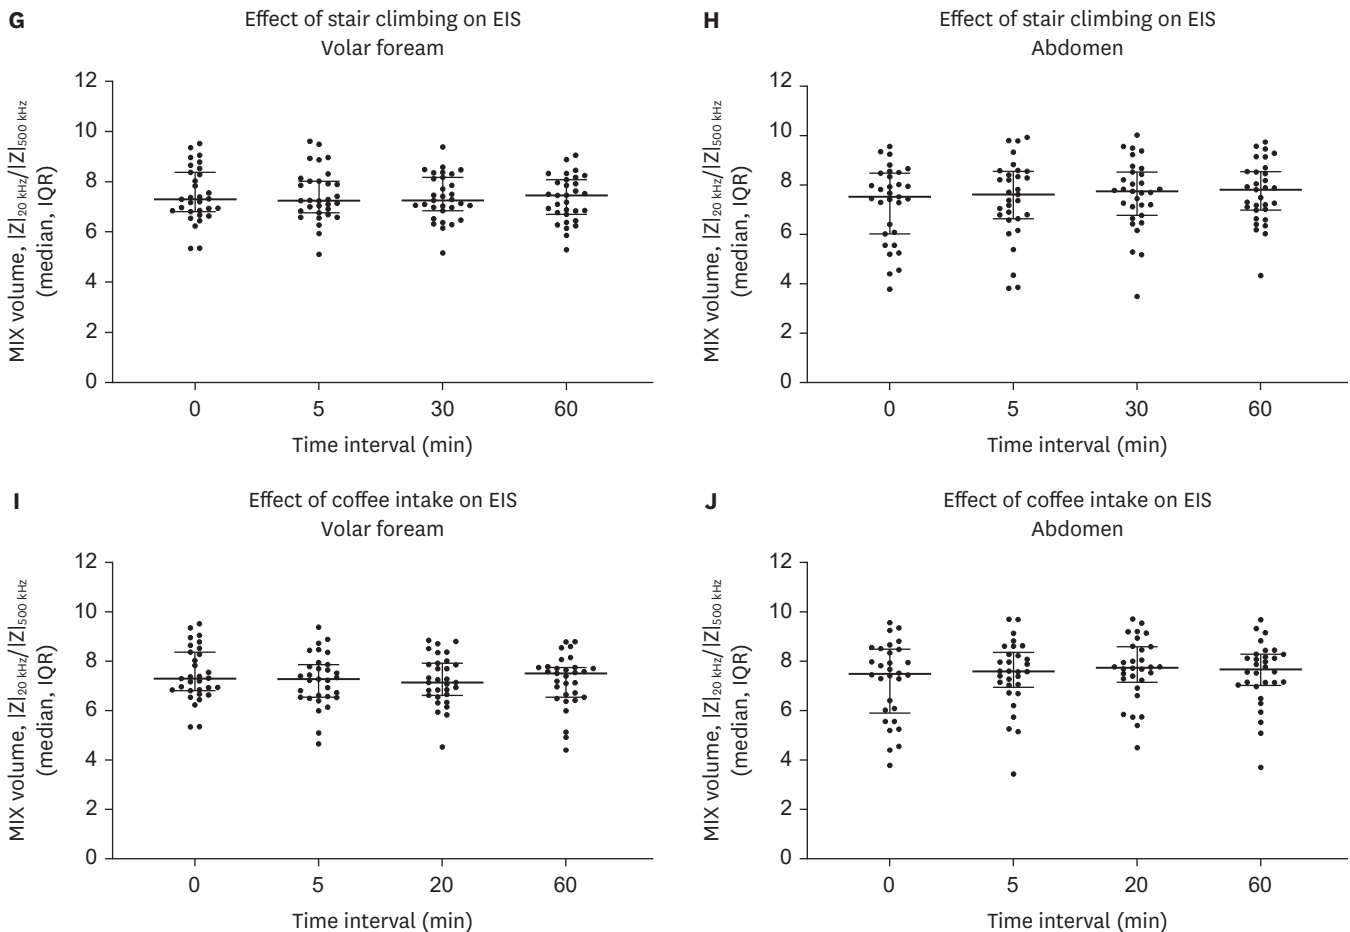 G
Effect of stair climbing on EIS
Volar foream
MIX volume, |Z|20 kHz/|Z|500 kHz
(median, IQR)
12
10
8
6
4
2
0
0 5 30 60
Time interval (min)
H
Effect of stair climbing on EIS
Abdomen
MIX volume, |Z|20 kHz/|Z|500 kHz
(median, IQR)
12
10
8
6
4
2
0
0 5 30 60
Time interval (min)
I
Effect of coffee intake on EIS
Volar foream
MIX volume, |Z|20 kHz/|Z|500 kHz
(median, IQR)
12
10
8
6
4
2
0
0 5 20 60
Time interval (min)
J
Effect of coffee intake on EIS
Abdomen
MIX volume, |Z|20 kHz/|Z|500 kHz
(median, IQR)
12
10
8
6
4
2
0
0 5 20 60
Time interval (min)